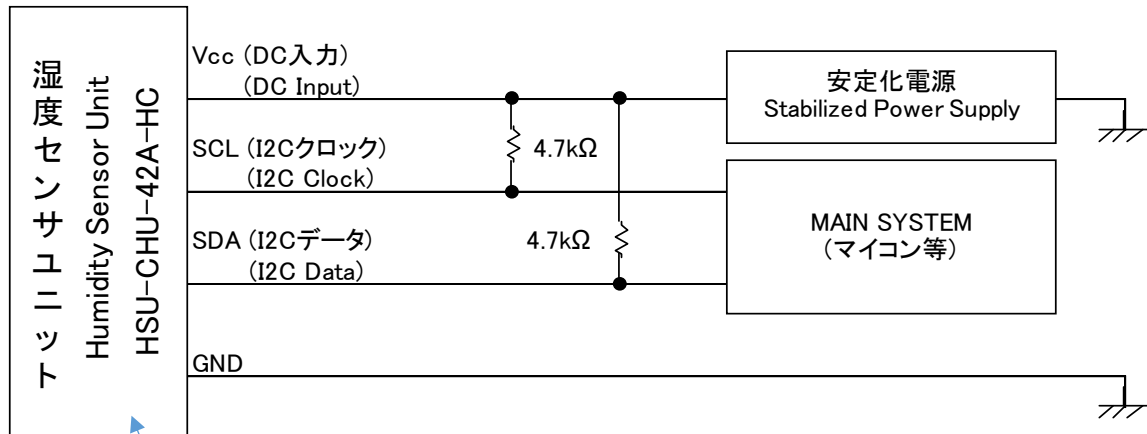 湿度センサユニット
Humidity Sensor Unit
HSU-CHU-42A-HC
Vcc (DC入力)
(DC Input)
SCL (I2Cクロック)
(I2C Clock)
SDA (I2Cデータ)
(I2C Data)
GND
4.7kΩ
4.7kΩ
安定化電源
Stabilized Power Supply
MAIN SYSTEM
(マイコン等)